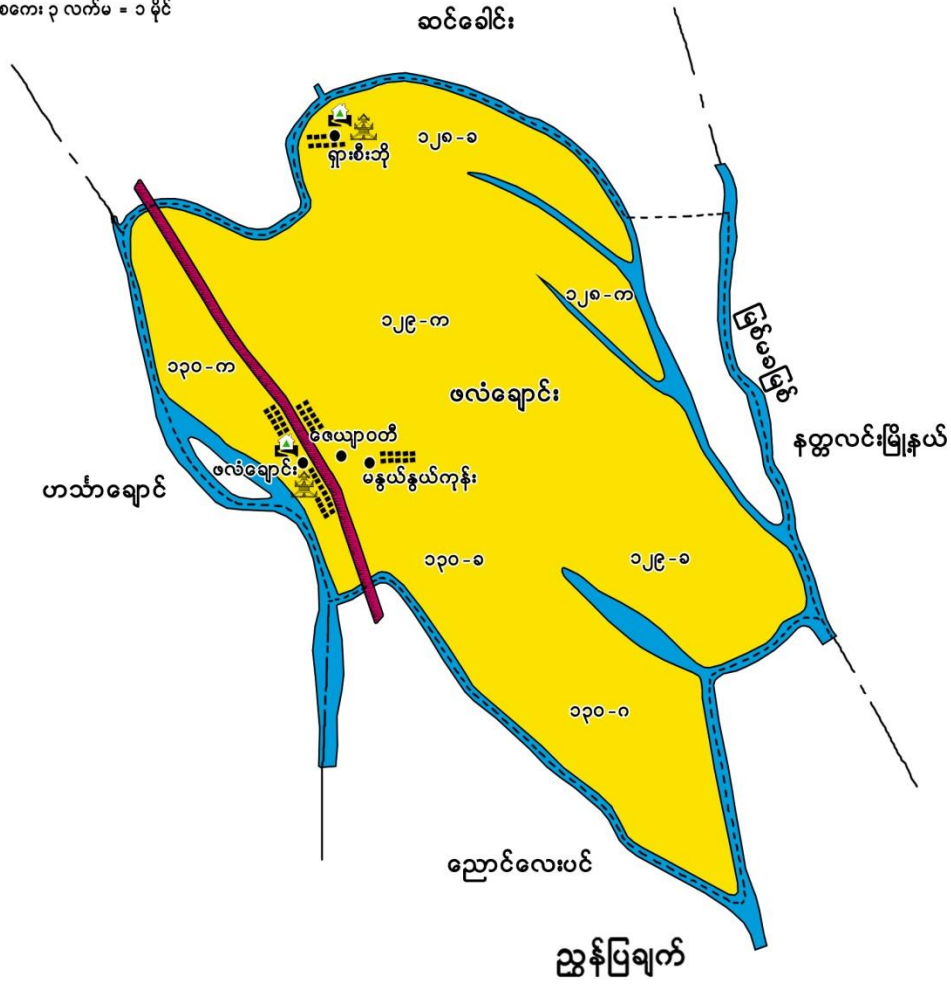 စကေး ၃ လက်မ = ၁ မိုင်
ဆင်ခေါင်း
၁၂၈-ခ
ရှားစီးဘို
၁၂၈-က
၁၂၉-က
မြစ်မခမြစ်
၁၃၀-က
ဖလံချောင်း
ဇေယျာဝတီ
နတ္တလင်းမြို့နယ်
ဖလံချောင်း
မနွယ်နွယ်ကုန်း
ဟင်္သာချောင်
၁၃၀-ခ
၁၂၉-ခ
၁၃၀-ဂ
ညောင်လေးပင်
ညွှန်ပြချက်